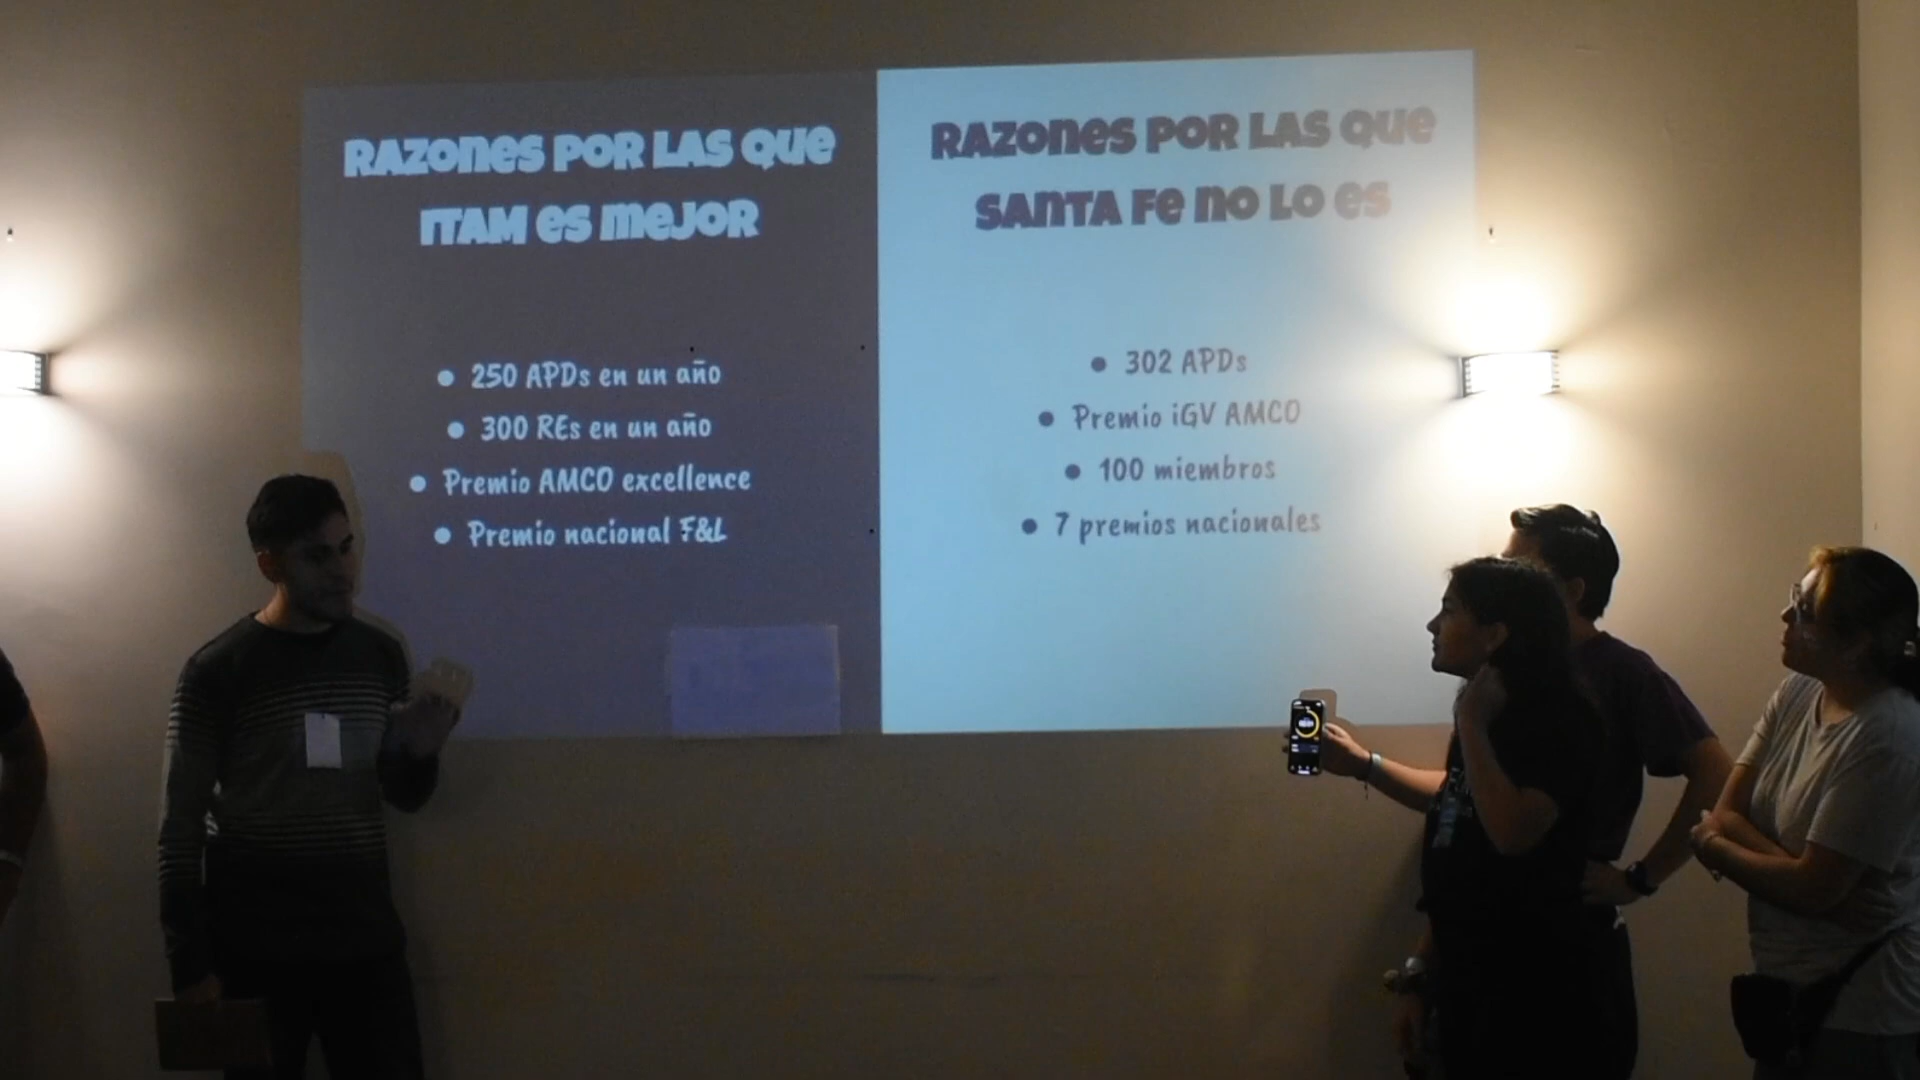 RAZONES POR LAS QUE
ITAM ES MEJOR
• 250 APDs en un año
• 300 REs en un año
• Premio AMCO excellence
• Premio nacional F&L
RAZONES POR LAS QUE
SANTA FE NO LO ES
• 302 APDs
• Premio iGV AMCO
• 100 miembros
• 7 premios nacionales